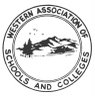 WESTERN ASSOCIATION OF
SCHOOLS AND COLLEGES